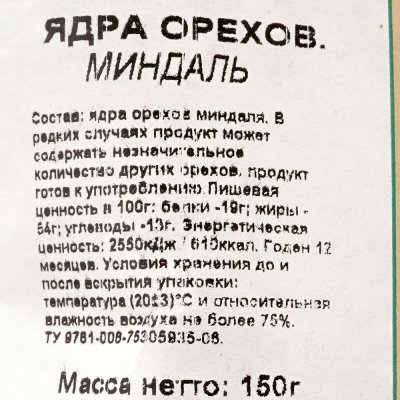 ЯДРА ОРЕХОВ.
МИНДАЛЬ
Состав: ядра орехов миндаля. В
редких случаях продукт может
содержать незначительное
количество других орехов, продукт
готов к употреблению.Пищевая
ценность в 100г: белки -19г; жиры -
54г; углеводы -13г. Энергетическая
ценность: 2550кДж / 610ккал. Годен 12
месяцев. Условия хранения до и
после вскрытия упаковки:
температура (20±3)°С и относительная
влажность воздуха не более 75%.
ТУ 9761-006-75305935-06.
Масса нетто: 150г